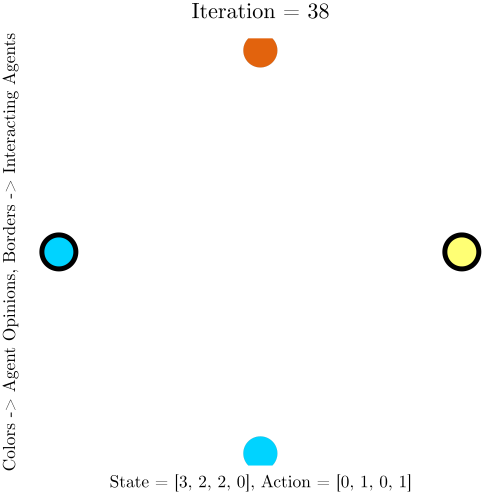 Iteration = 38
Colors -> Agent Opinions, Borders -> Interacting Agents
State = [3, 2, 2, 0], Action = [0, 1, 0, 1]